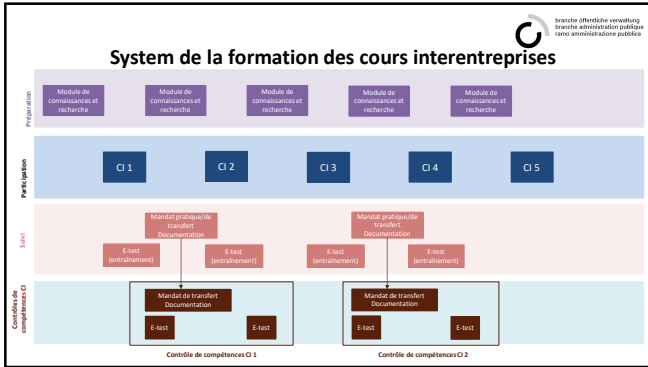 branche öffentliche verwaltung
branche administration publique
ramo amministrazione pubblica
System de la formation des cours interentreprises
Préparation
Module de
connaissances et
recherche
Module de
connaissances et
recherche
Module de
connaissances et
recherche
Module de
connaissances et
recherche
Module de
connaissances et
recherche
Participation
CI 1
CI 2
CI 3
CI 4
CI 5
Suivi
Mandat pratique/de
transfert
Documentation
Mandat pratique/de
transfert
Documentation
E-test
(entraînement)
E-test
(entraînement)
E-test
(entraînement)
E-test
(entraînement)
Contrôles de
compétences CI
Mandat de transfert
Documentation
Mandat de transfert
Documentation
E-test
E-test
E-test
E-test
Contrôle de compétences CI 1
Contrôle de compétences CI 2